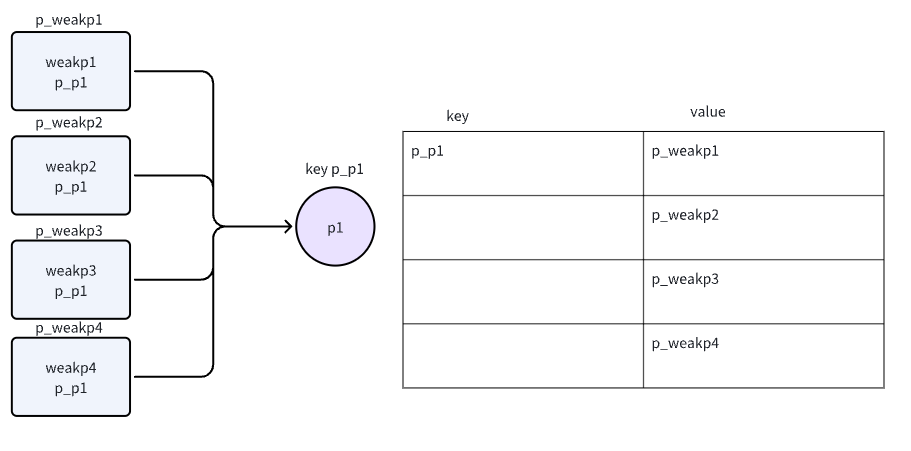 p_weakp1
weakp1
p_p1
p_weakp2
weakp2
p_p1
p_weakp3
weakp3
p_p1
p_weakp4
weakp4
p_p1
key p_p1
p1
key value
p_p1 p_weakp1
p_weakp2
p_weakp3
p_weakp4